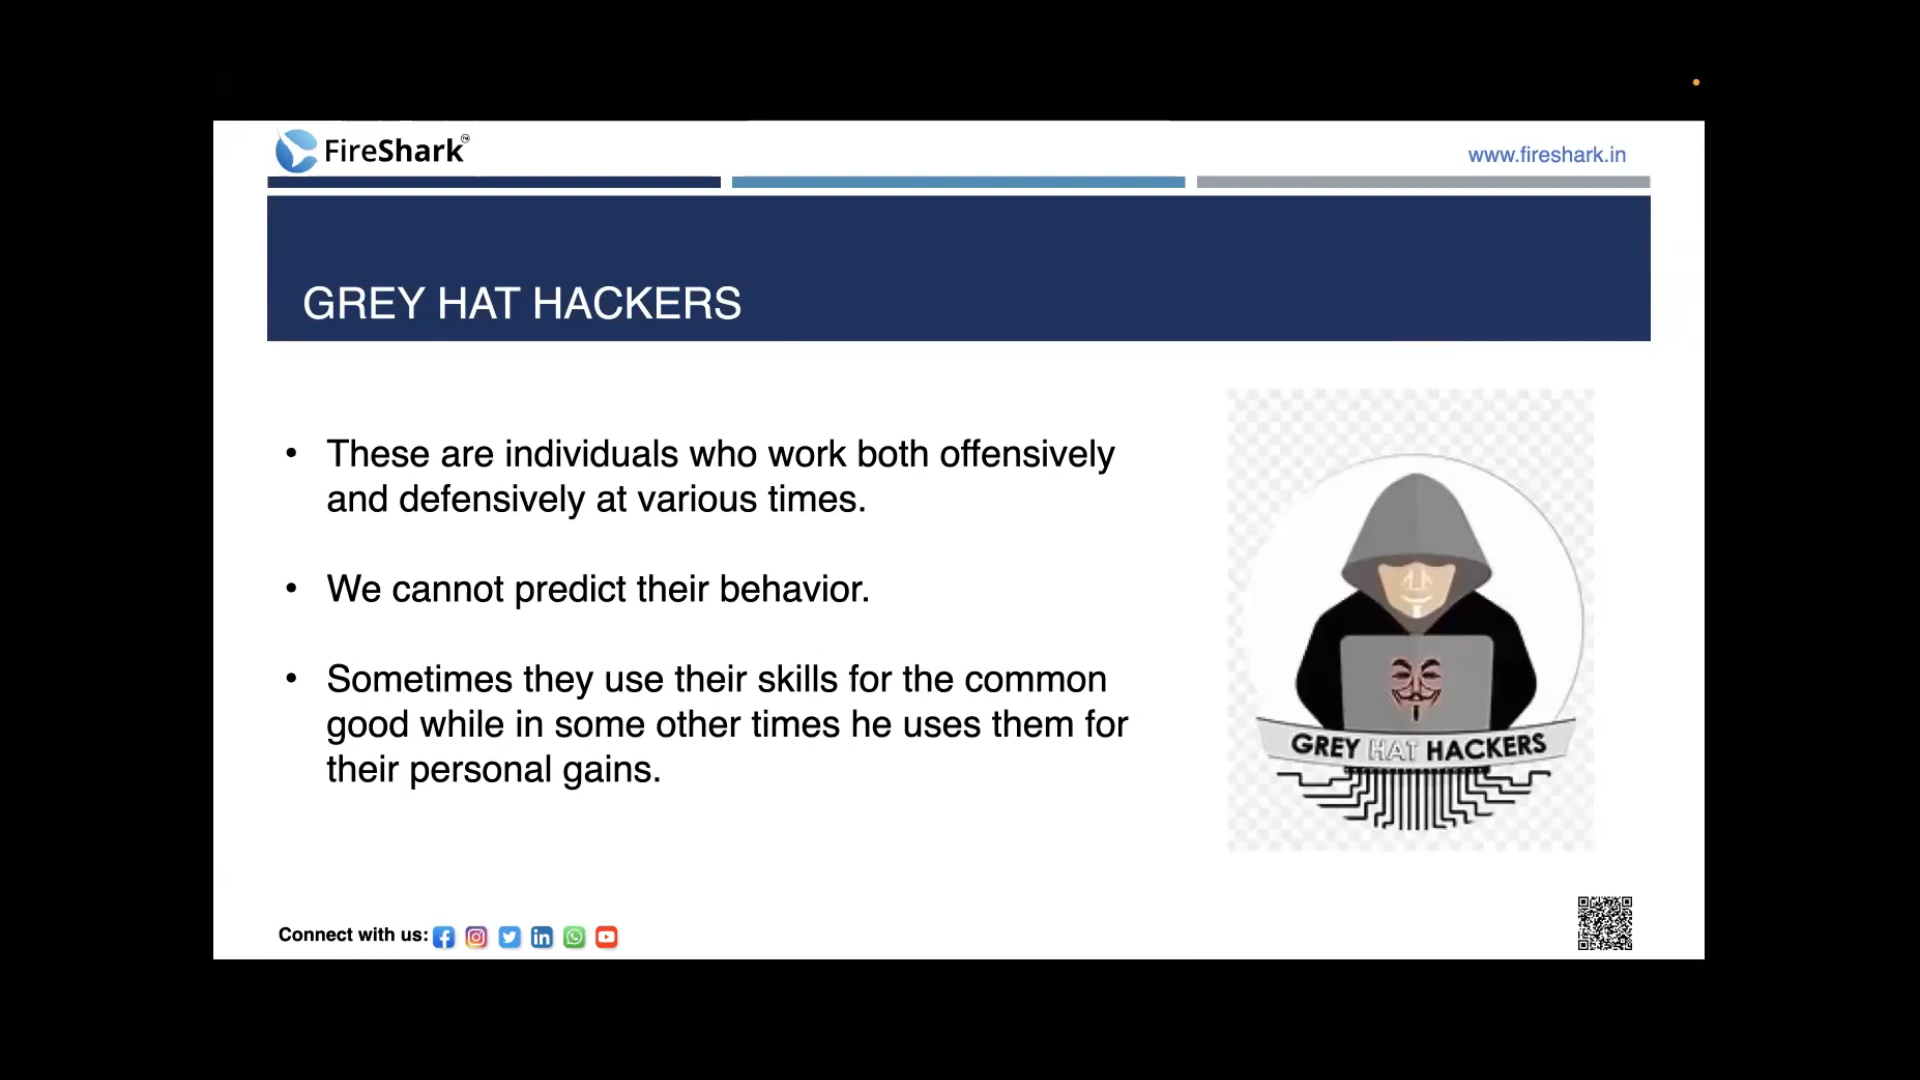 FireShark™
www.fireshark.in
GREY HAT HACKERS
• These are individuals who work both offensively
and defensively at various times.
• We cannot predict their behavior.
• Sometimes they use their skills for the common
good while in some other times he uses them for
their personal gains.
GREY HAT HACKERS
Connect with us: